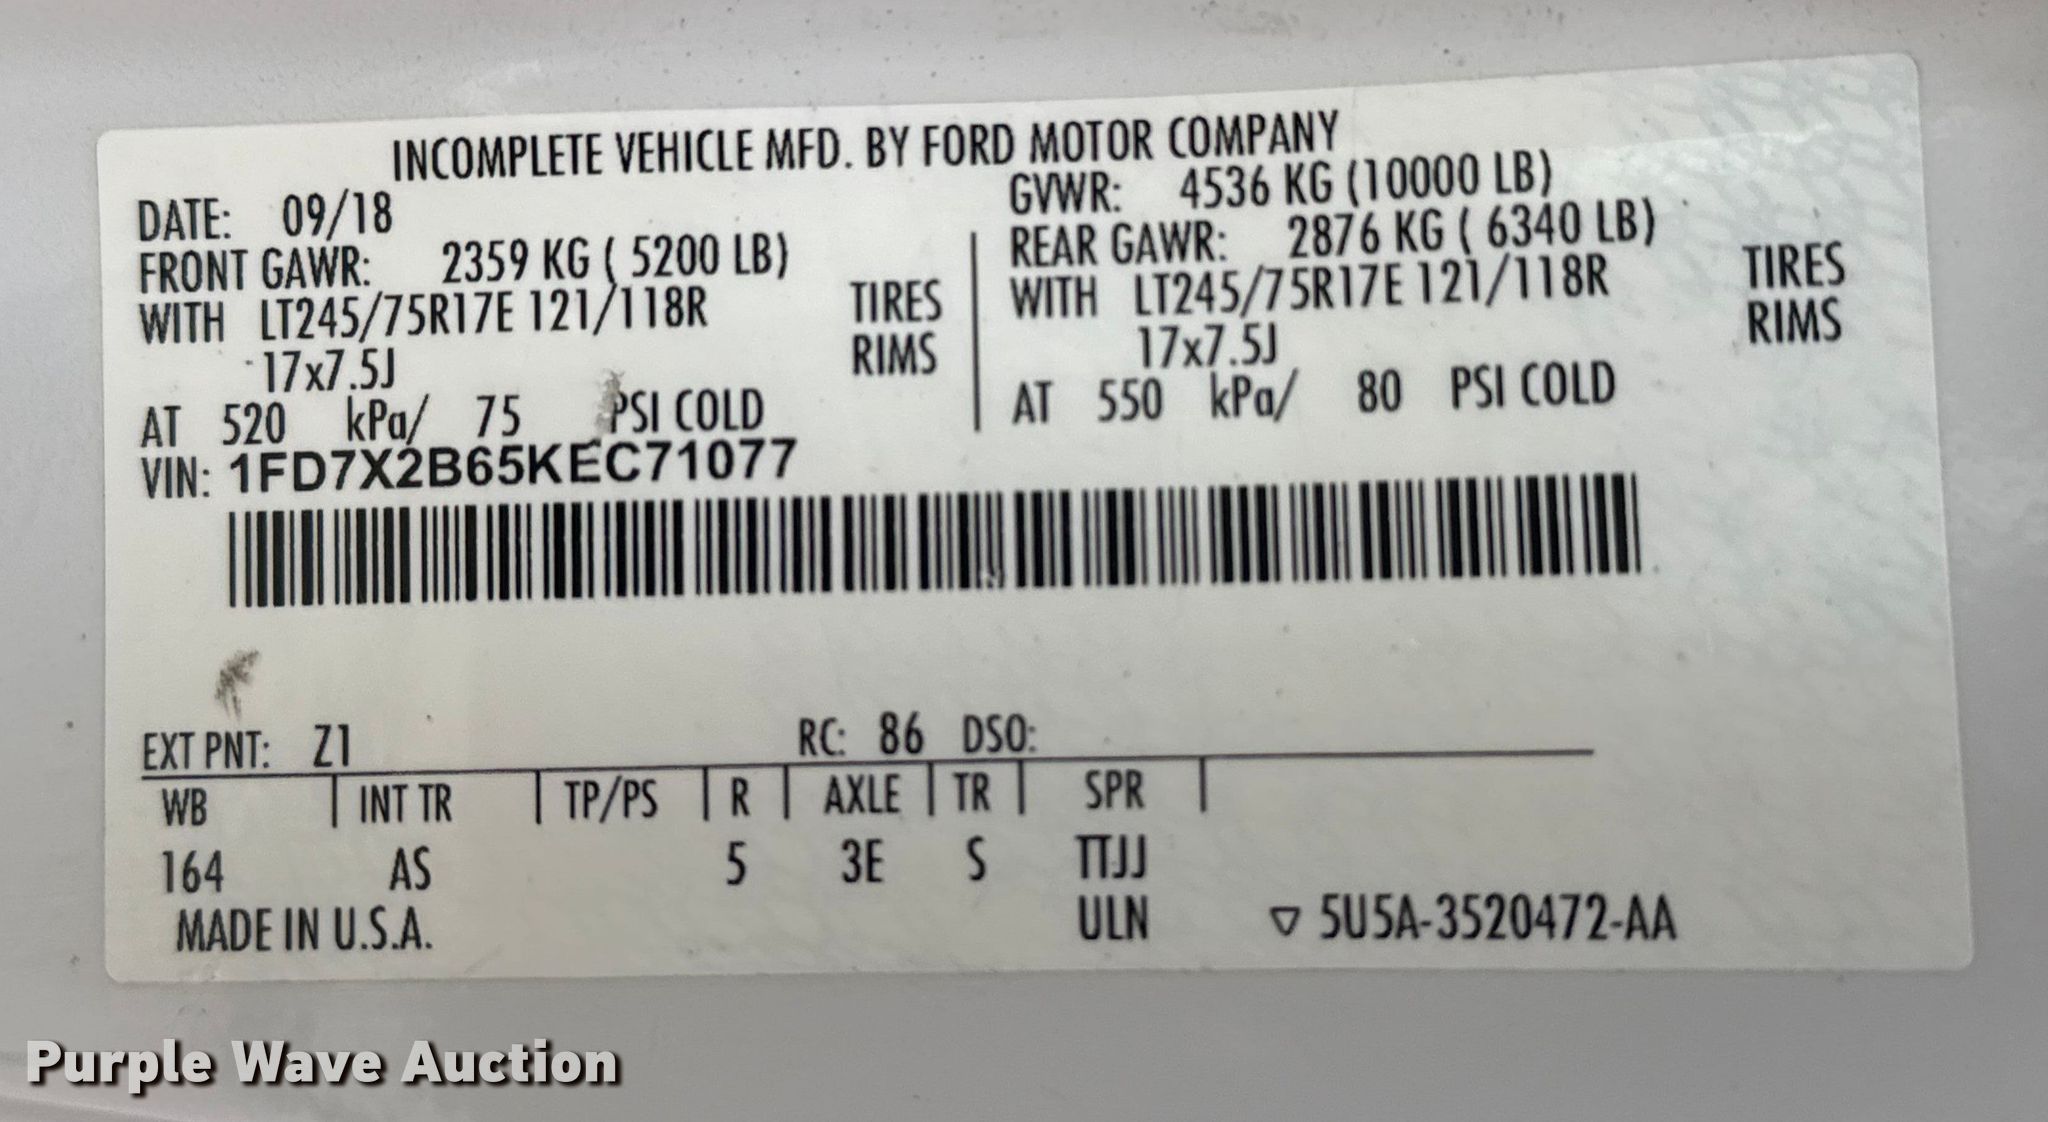 INCOMPLETE VEHICLE MFD. BY FORD MOTOR COMPANY
DATE: 09/18
GVWR: 4536 KG (10000 LB)
FRONT GAWR: 2359 KG ( 5200 LB)
REAR GAWR: 2876 KG ( 6340 LB)
WITH LT245/75R17E 121/118R TIRES
WITH LT245/75R17E 121/118R TIRES
17x7.5J RIMS
17x7.5J RIMS
AT 520 kPa/ 75 PSI COLD
AT 550 kPa/ 80 PSI COLD
VIN: 1FD7X2B65KEC71077
EXT PNT: Z1 RC: 86 DSO:
WB | INT TR | TP/PS | R | AXLE | TR | SPR |
164 AS 5 3E S TTJJ
MADE IN U.S.A. ULN ▽ 5U5A-3520472-AA
Purple Wave Auction